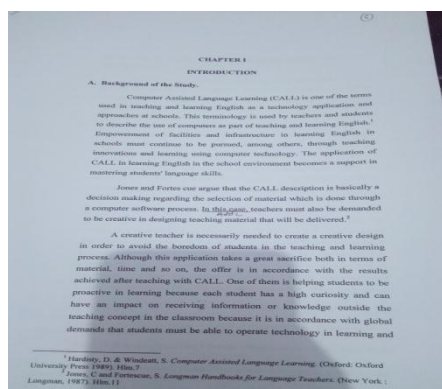 CHAPTER I
INTRODUCTION
A. Background of the Study.
Computer Assisted Language Learning (CALL) is one of the terms
used in teaching and learning English as a technology application and
approaches at schools. This terminology is used by teachers and students
to describe the use of computers as part of teaching and learning English.1
Empowerment of facilities and infrastructure in learning English in
schools must continue to be pursued, among others, through teaching
innovations and learning using computer technology. The application of
CALL in learning English in the school environment becomes a support in
mastering students' language skills.
Jones and Fortes cue argue that the CALL description is basically a
decision making regarding the selection of material which is done through
a computer software process. In this case, teachers must also be demanded
to be creative in designing teaching material that will be delivered.2
A creative teacher is necessarily needed to create a creative design
in order to avoid the boredom of students in the teaching and learning
process. Although this application takes a great sacrifice both in terms of
material, time and so on, the offer is in accordance with the results
achieved after teaching with CALL. One of them is helping students to be
proactive in learning because each student has a high curiosity and can
have an impact on receiving information or knowledge outside the
teaching concept in the classroom because it is in accordance with global
demands that students must be able to operate technology in learning and
1 Hardisty, D. & Windeatt, S. Computer Assisted Language Learning. (Oxford: Oxford
University Press 1989). Hlm.7
2 Jones, C and Fortescue, S. Longman Handbooks for Language Teachers. (New York :
Longman, 1987). Hlm.11